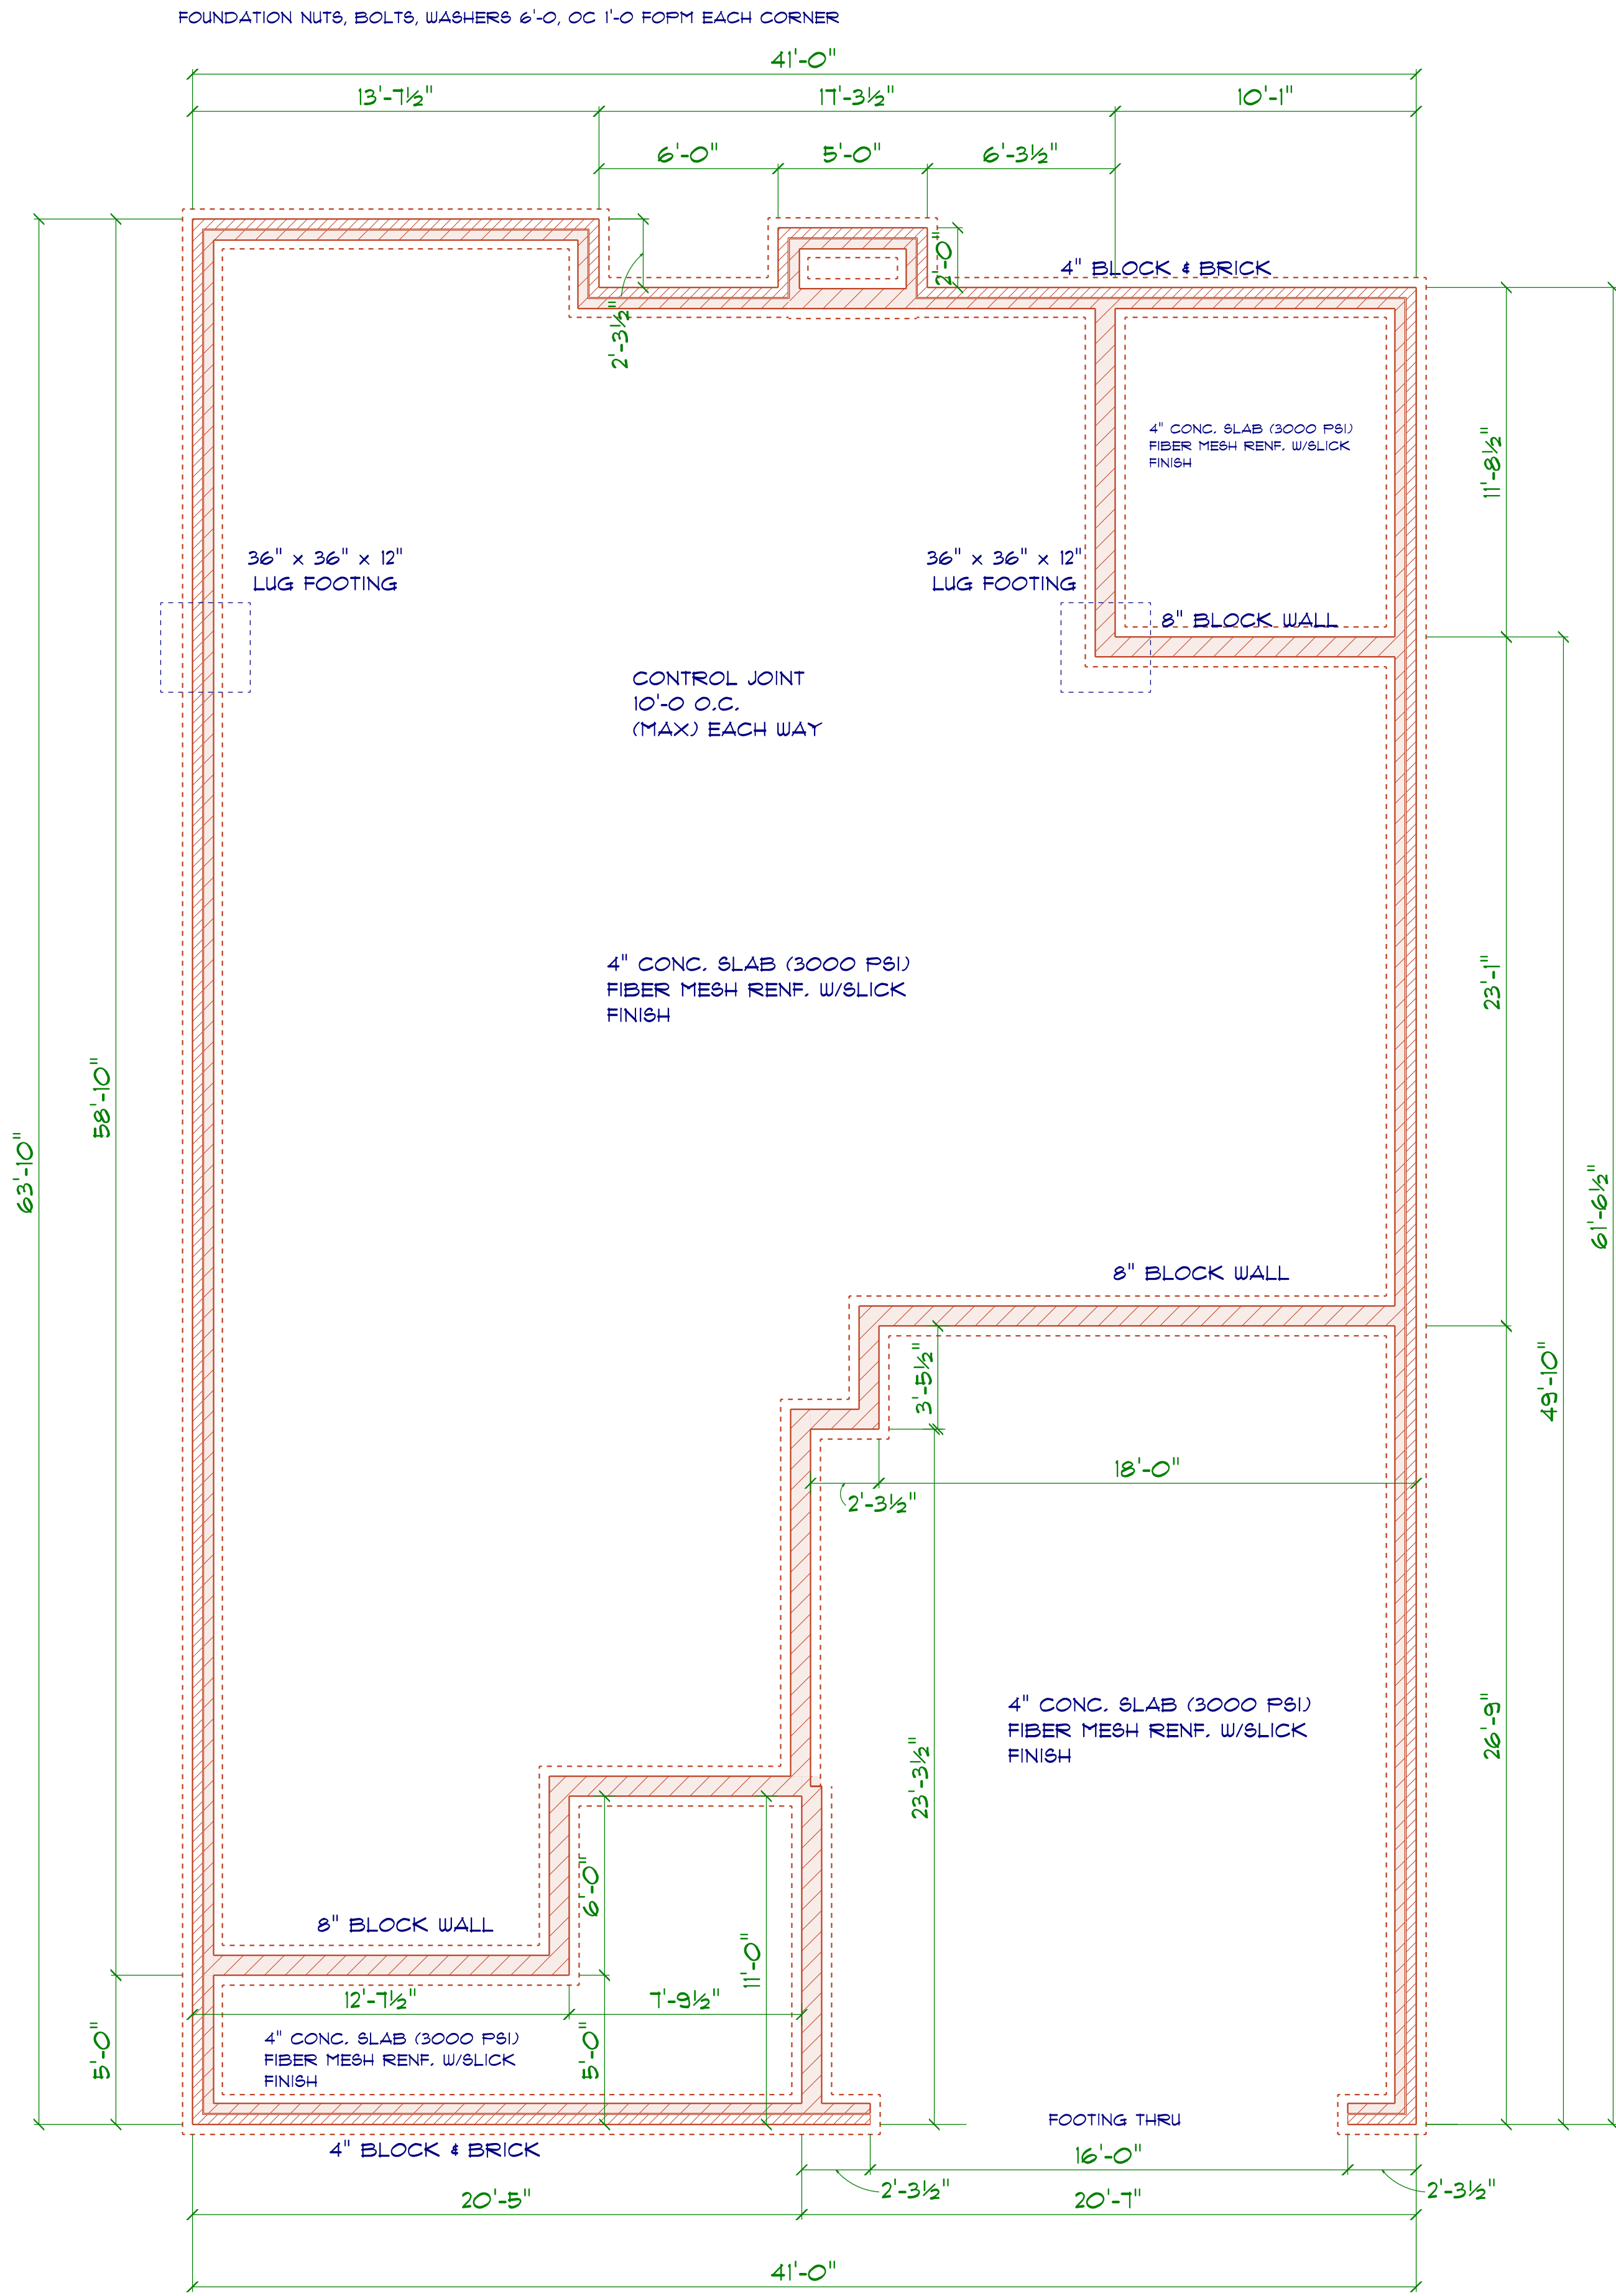 FOUNDATION NUTS, BOLTS, WASHERS 6'-0, OC 1'-0 FOPM EACH CORNER
41'-0"
13'-7½"
17'-3½"
10'-1"
6'-0"
5'-0"
6'-3½"
2'-0"
4" BLOCK & BRICK
2'-3½"
4" CONC. SLAB (3000 PSI)
FIBER MESH RENF. W/SLICK
FINISH
11'-8½"
36" x 36" x 12"
LUG FOOTING
36" x 36" x 12"
LUG FOOTING
8" BLOCK WALL
CONTROL JOINT
10'-0 O.C.
(MAX) EACH WAY
4" CONC. SLAB (3000 PSI)
FIBER MESH RENF. W/SLICK
FINISH
23'-1"
58'-10"
63'-10"
61'-6½"
8" BLOCK WALL
3'-5½"
49'-10"
18'-0"
2'-3½"
4" CONC. SLAB (3000 PSI)
FIBER MESH RENF. W/SLICK
FINISH
26'-9"
23'-3½"
6'-0"
8" BLOCK WALL
11'-0"
12'-7½"
7'-9½"
5'-0"
4" CONC. SLAB (3000 PSI)
FIBER MESH RENF. W/SLICK
FINISH
5'-0"
FOOTING THRU
4" BLOCK & BRICK
16'-0"
2'-3½"
2'-3½"
20'-5"
20'-7"
41'-0"